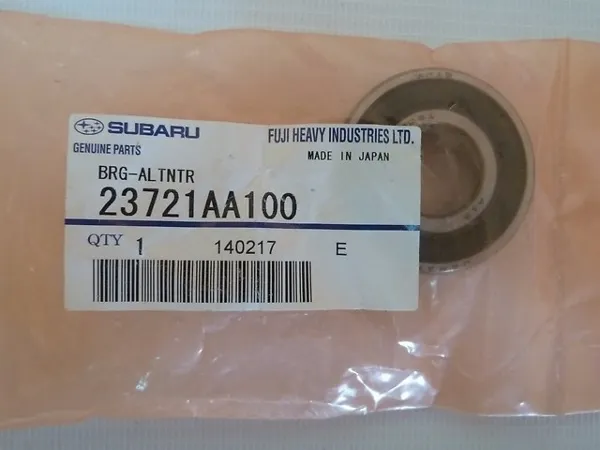 SUBARU
FUJI HEAVY INDUSTRIES LTD.
GENUINE PARTS
MADE IN JAPAN
BRG-ALTNTR
23721AA100
QTY 1 140217 E